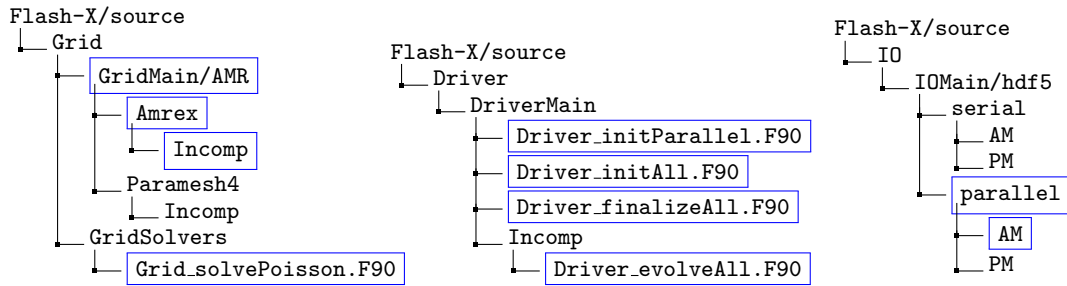 Flash-X/source
Grid
GridMain/AMR
Amrex
Incomp
Paramesh4
Incomp
GridSolvers
Grid_solvePoisson.F90
Flash-X/source
Driver
DriverMain
Driver_initParallel.F90
Driver_initAll.F90
Driver_finalizeAll.F90
Incomp
Driver_evolveAll.F90
Flash-X/source
IO
IOMain/hdf5
serial
AM
PM
parallel
AM
PM